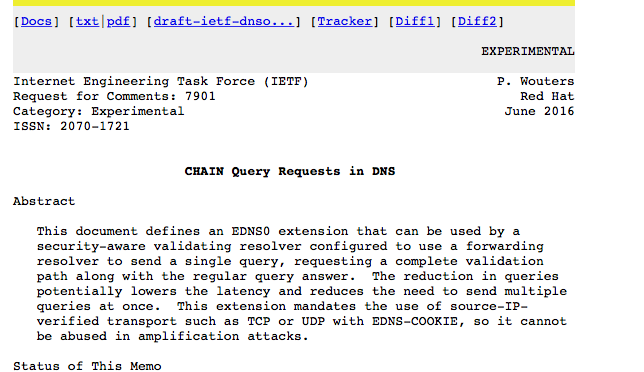 [Docs] [txt|pdf] [draft-ietf-dnso...] [Tracker] [Diff1] [Diff2]
EXPERIMENTAL
Internet Engineering Task Force (IETF) P. Wouters
Request for Comments: 7901 Red Hat
Category: Experimental June 2016
ISSN: 2070-1721
CHAIN Query Requests in DNS
Abstract
This document defines an EDNS0 extension that can be used by a
security-aware validating resolver configured to use a forwarding
resolver to send a single query, requesting a complete validation
path along with the regular query answer. The reduction in queries
potentially lowers the latency and reduces the need to send multiple
queries at once. This extension mandates the use of source-IP-
verified transport such as TCP or UDP with EDNS-COOKIE, so it cannot
be abused in amplification attacks.
Status of This Memo